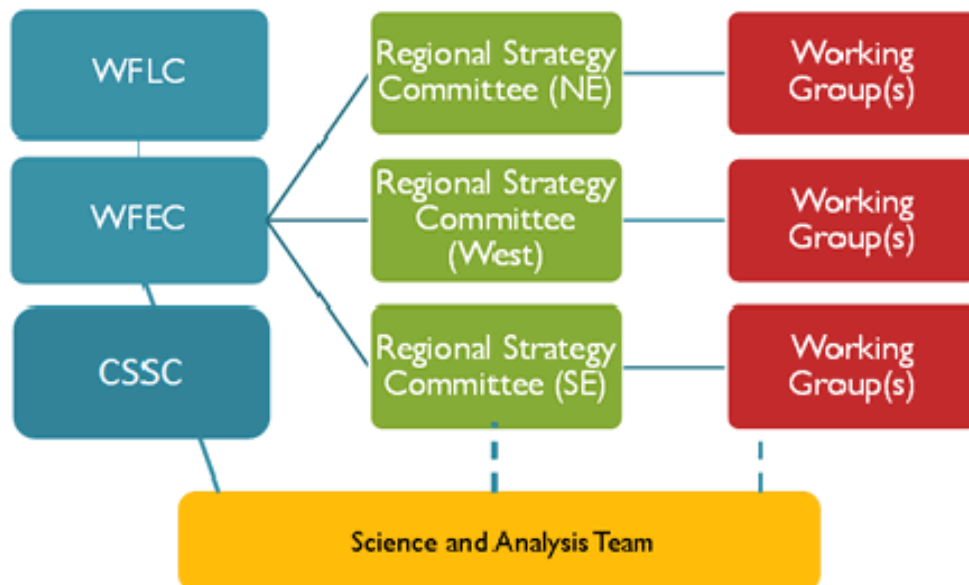 WFLC
Regional Strategy
Committee (NE)
Working
Group(s)
WFEC
Regional Strategy
Committee
(West)
Working
Group(s)
CSSC
Regional Strategy
Committee (SE)
Working
Group(s)
Science and Analysis Team